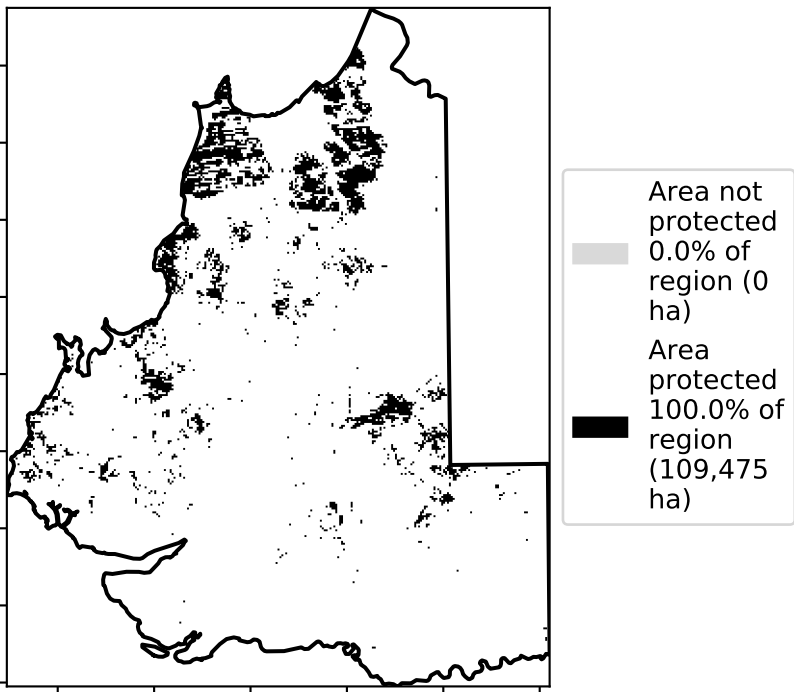 Area not
protected
0.0% of
region (0
ha)
Area
protected
100.0% of
region
(109,475
ha)